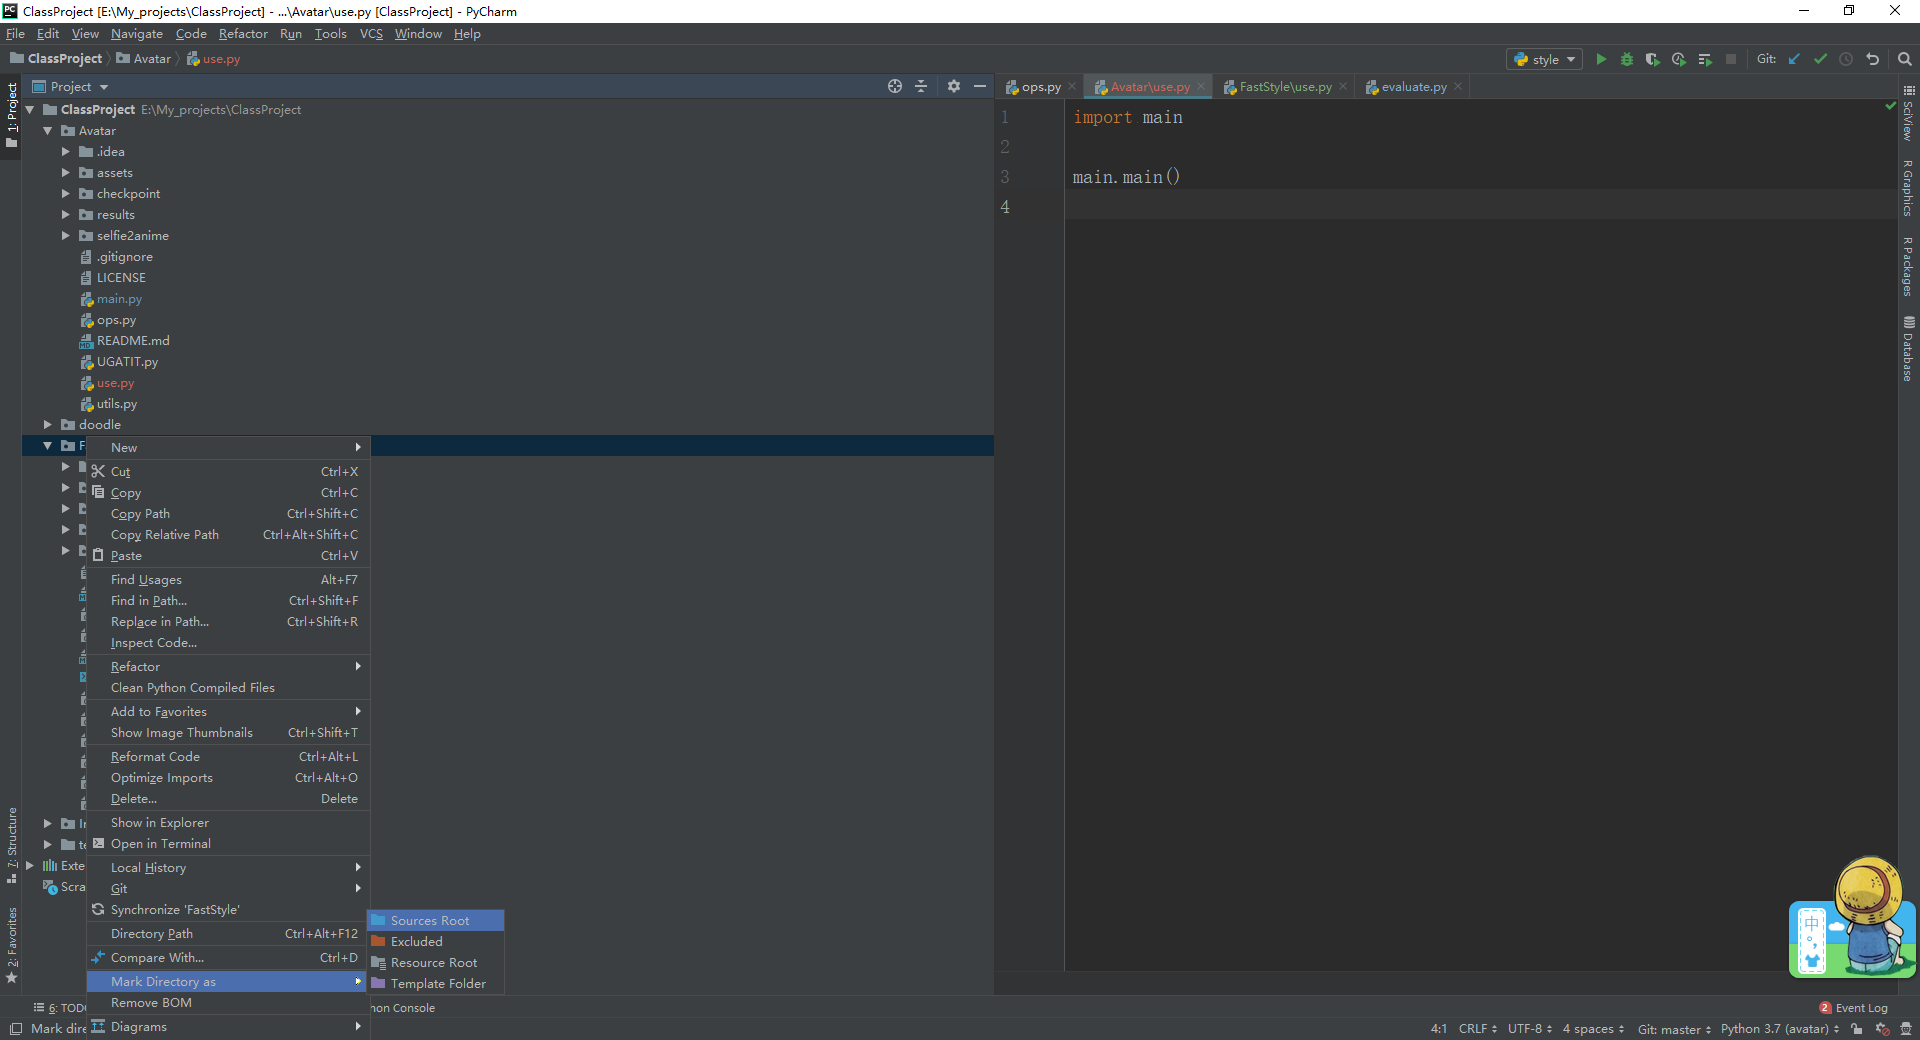 ClassProject [E:\My_projects\ClassProject] - ...\Avatar\use.py [ClassProject] - PyCharm
File Edit View Navigate Code Refactor Run Tools VCS Window Help
ClassProject Avatar use.py style Git:
1: Project
Project
ops.py Avatar\use.py FastStyle\use.py evaluate.py
ClassProject E:\My_projects\ClassProject
Avatar
.idea
assets
checkpoint
results
selfie2anime
.gitignore
LICENSE
main.py
ops.py
README.md
UGATIT.py
use.py
utils.py
doodle
F
In
te
Exte
Scra
New
Cut Ctrl+X
Copy Ctrl+C
Copy Path Ctrl+Shift+C
Copy Relative Path Ctrl+Alt+Shift+C
Paste Ctrl+V
Find Usages Alt+F7
Find in Path... Ctrl+Shift+F
Replace in Path... Ctrl+Shift+R
Inspect Code...
Refactor
Clean Python Compiled Files
Add to Favorites
Show Image Thumbnails Ctrl+Shift+T
Reformat Code Ctrl+Alt+L
Optimize Imports Ctrl+Alt+O
Delete... Delete
Show in Explorer
Open in Terminal
Local History
Git
Synchronize 'FastStyle'
Directory Path Ctrl+Alt+F12
Compare With... Ctrl+D
Mark Directory as
Remove BOM
Diagrams
Sources Root
Excluded
Resource Root
Template Folder
1 import main
2
3 main.main()
4
SciView
R Graphics
R Packages
Database
7: Structure
2: Favorites
中
6: TODO
hon Console
2 Event Log
Mark dire
4:1 CRLF UTF-8 4 spaces Git: master Python 3.7 (avatar)